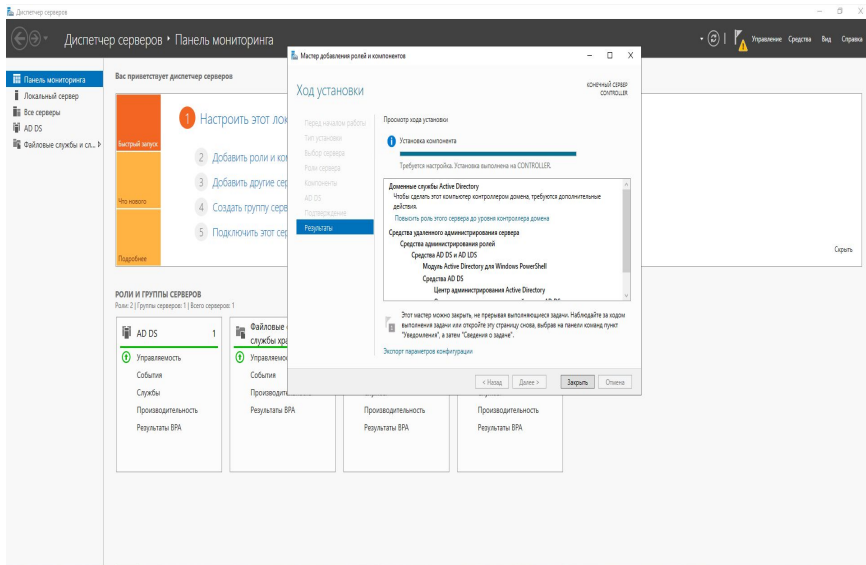 Диспетчер серверов
Диспетчер серверов • Панель мониторинга
Управление Средства Вид Справка
Панель мониторинга
Локальный сервер
Все серверы
AD DS
Файловые службы и сл...
Вас приветствует диспетчер серверов
Быстрый запуск
Что нового
Подробнее
1 Настроить этот лок
2 Добавить роли и ко
3 Добавить другие сер
4 Создать группу серв
5 Подключить этот сер
Скрыть
Мастер добавления ролей и компонентов
Ход установки
КОНЕЧНЫЙ СЕРВЕР
CONTROLLER
Перед началом работы
Тип установки
Выбор сервера
Роли сервера
Компоненты
AD DS
Подтверждение
Результаты
Просмотр хода установки
Установка компонента
Требуется настройка. Установка выполнена на CONTROLLER.
Доменные службы Active Directory
Чтобы сделать этот компьютер контроллером домена, требуются дополнительные
действия.
Повысить роль этого сервера до уровня контроллера домена
Средства удаленного администрирования сервера
Средства администрирования ролей
Средства AD DS и AD LDS
Модуль Active Directory для Windows PowerShell
Средства AD DS
Центр администрирования Active Directory
Этот мастер можно закрыть, не прерывая выполняющиеся задачи. Наблюдайте за ходом
выполнения задачи или откройте эту страницу снова, выбрав на панели команд пункт
"Уведомления", а затем "Сведения о задаче".
Экспорт параметров конфигурации
< Назад Далее > Закрыть Отмена
РОЛИ И ГРУППЫ СЕРВЕРОВ
Роли: 2 | Группы серверов: 1 | Всего серверов: 1
AD DS 1
Управляемость
События
Службы
Производительность
Результаты BPA
Файловые
службы хра
Управляемо
События
Производите
Результаты BPA
Производительность
Результаты BPA
Производительность
Результаты BPA